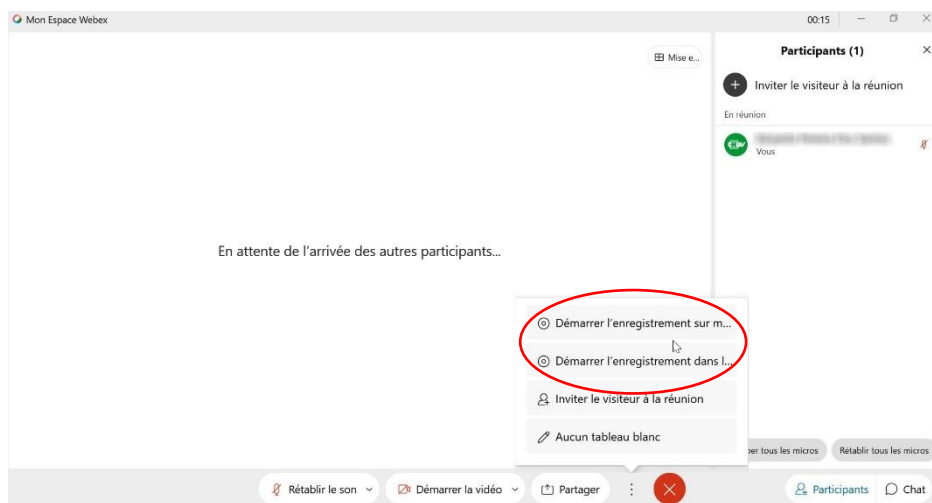 Mon Espace Webex
00:15
Mise e...
Participants (1)
Inviter le visiteur à la réunion
En réunion
Vous
En attente de l'arrivée des autres participants...
Démarrer l'enregistrement sur m...
Démarrer l'enregistrement dans l...
Inviter le visiteur à la réunion
Aucun tableau blanc
tous les micros
Rétablir tous les micros
Rétablir le son
Démarrer la vidéo
Partager
Participants
Chat